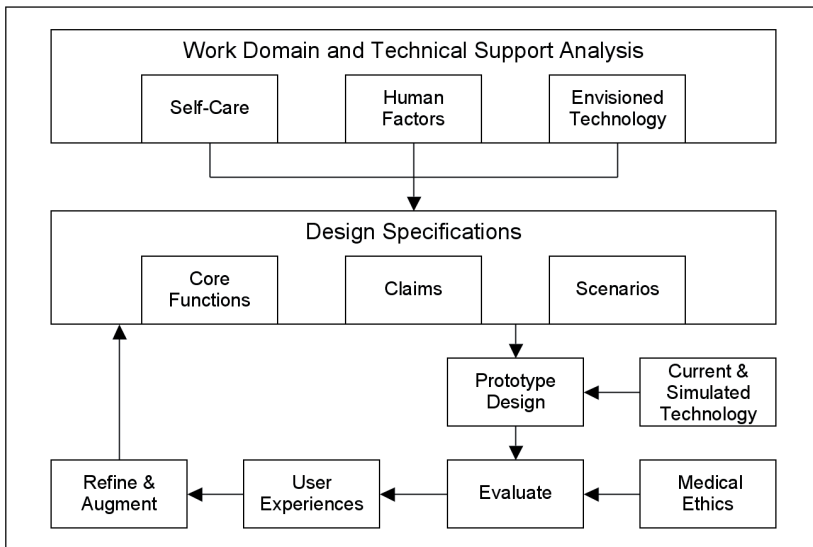 Work Domain and Technical Support Analysis
Self-Care
Human
Factors
Envisioned
Technology
Design Specifications
Core
Functions
Claims
Scenarios
Prototype
Design
Current &
Simulated
Technology
Refine &
Augment
User
Experiences
Evaluate
Medical
Ethics